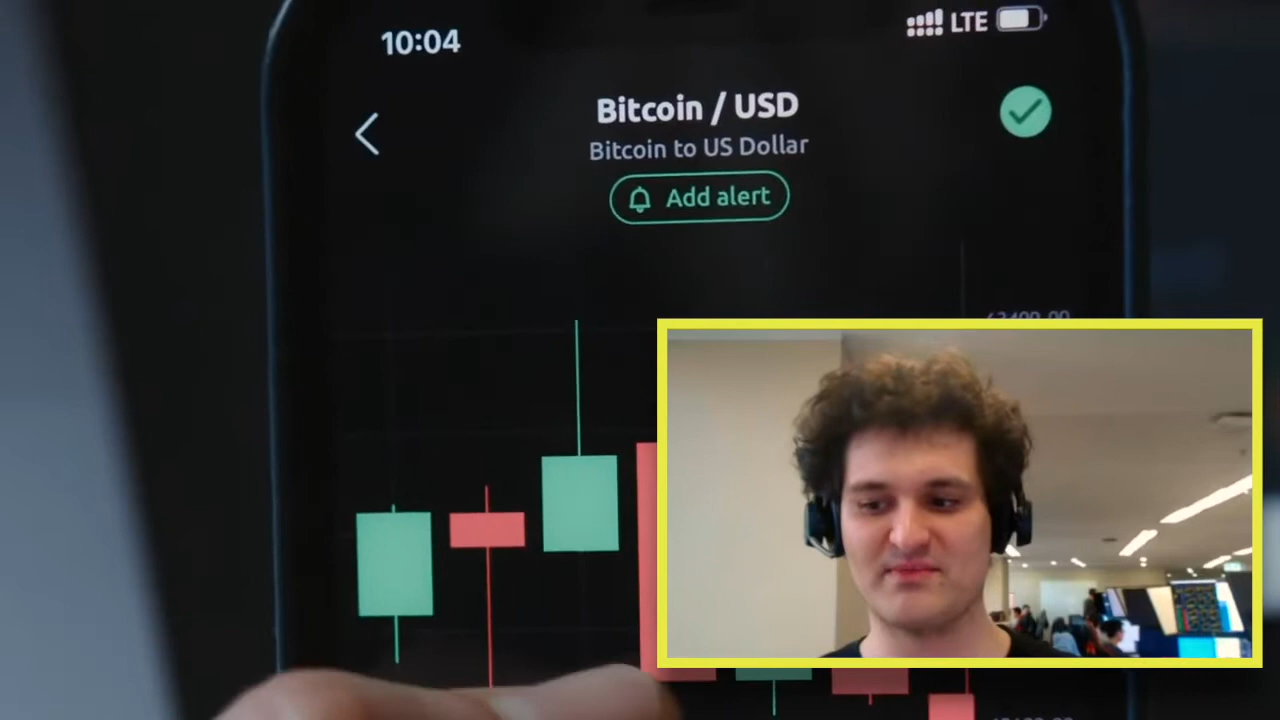 10:04
LTE
Bitcoin / USD
Bitcoin to US Dollar
Add alert